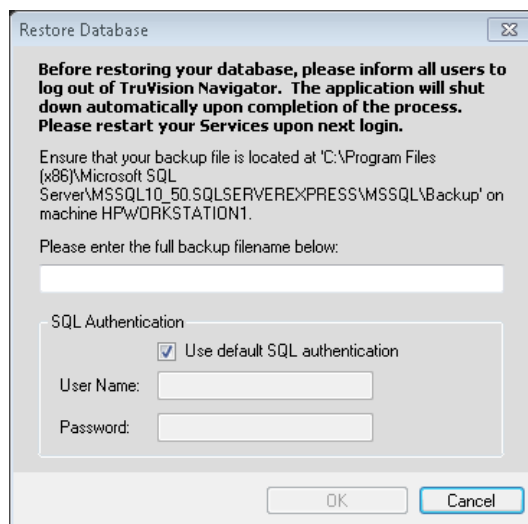 Restore Database
Before restoring your database, please inform all users to
log out of TruVision Navigator.  The application will shut
down automatically upon completion of the process.
Please restart your Services upon next login.
Ensure that your backup file is located at 'C:\Program Files
(x86)\Microsoft SQL
Server\MSSQL10_50.SQLSERVEREXPRESS\MSSQL\Backup' on
machine HPWORKSTATION1.
Please enter the full backup filename below:
SQL Authentication
Use default SQL authentication
User Name:
Password:
OK
Cancel